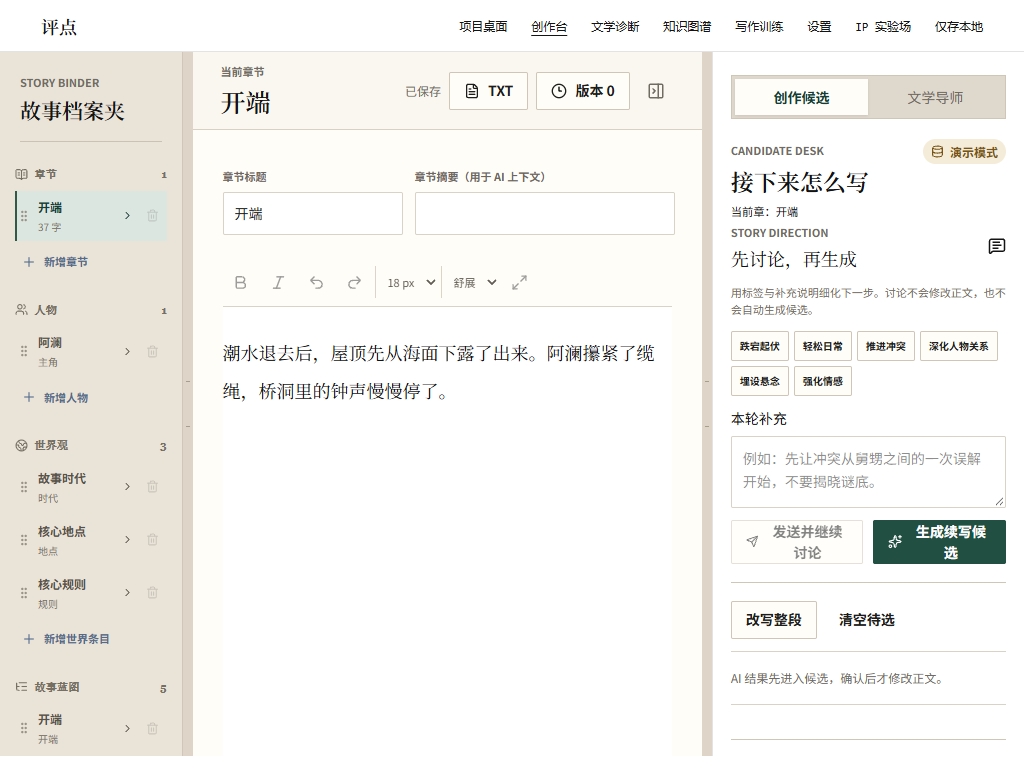 评点
项目桌面 创作台 文学诊断 知识图谱 写作训练 设置 IP 实验场 仅存本地
STORY BINDER
故事档案夹
章节 1
开端
37 字
新增章节
人物 1
阿澜
主角
新增人物
世界观 3
故事时代
时代
核心地点
地点
核心规则
规则
新增世界条目
故事蓝图 5
开端
开端
当前章节
开端
已保存 TXT 版本 0
章节标题 章节摘要（用于 AI 上下文）
开端
18 px 舒展
潮水退去后，屋顶先从海面下露了出来。阿澜攥紧了缆
绳，桥洞里的钟声慢慢停了。
创作候选 文学导师
CANDIDATE DESK 演示模式
接下来怎么写
当前章：开端
STORY DIRECTION
先讨论，再生成
用标签与补充说明细化下一步。讨论不会修改正文，也不
会自动生成候选。
跌宕起伏 轻松日常 推进冲突 深化人物关系
埋设悬念 强化情感
本轮补充
例如：先让冲突从舅甥之间的一次误解
开始，不要揭晓谜底。
发送并继续
讨论
生成续写候
选
改写整段 清空待选
AI 结果先进入候选，确认后才修改正文。